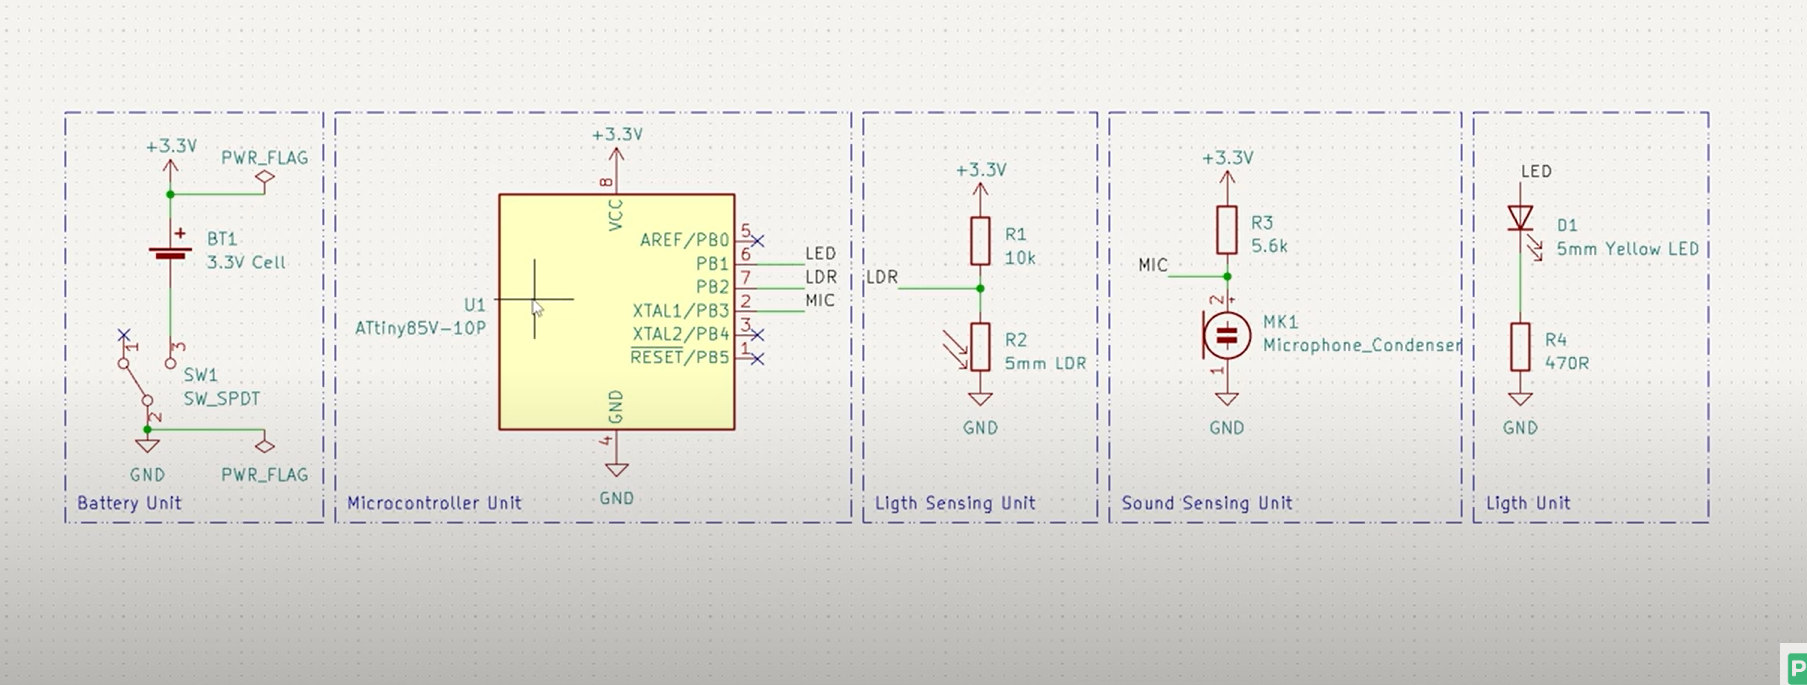 +3.3V
PWR_FLAG
+
BT1
3.3V Cell
1
3
SW1
SW_SPDT
2
GND
PWR_FLAG
Battery Unit
+3.3V
8
VCC
AREF/PB0
5
PB1
6
LED
PB2
7
LDR
XTAL1/PB3
2
MIC
XTAL2/PB4
3
RESET/PB5
1
U1
ATtiny85V-10P
GND
4
GND
Microcontroller Unit
+3.3V
R1
10k
LDR
R2
5mm LDR
GND
Ligth Sensing Unit
+3.3V
R3
5.6k
MIC
2
+
MK1
Microphone_Condenser
1
GND
Sound Sensing Unit
LED
D1
5mm Yellow LED
R4
470R
GND
Ligth Unit
P